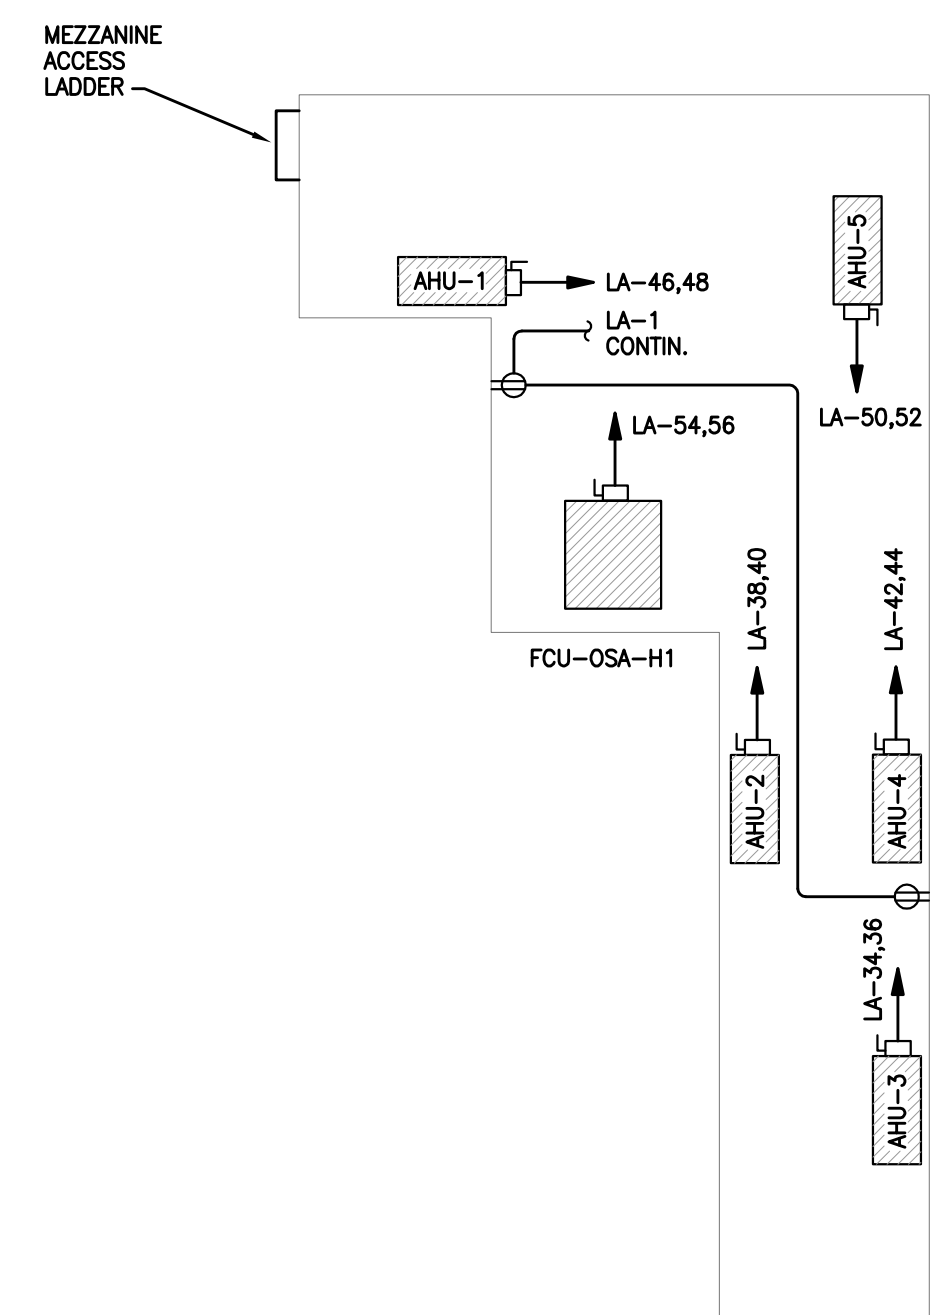 MEZZANINE
ACCESS
LADDER
AHU-5
AHU-1
LA-46,48
LA-1
CONTIN.
LA-50,52
LA-54,56
LA-38,40
LA-42,44
FCU-OSA-H1
AHU-2
AHU-4
LA-34,36
AHU-3